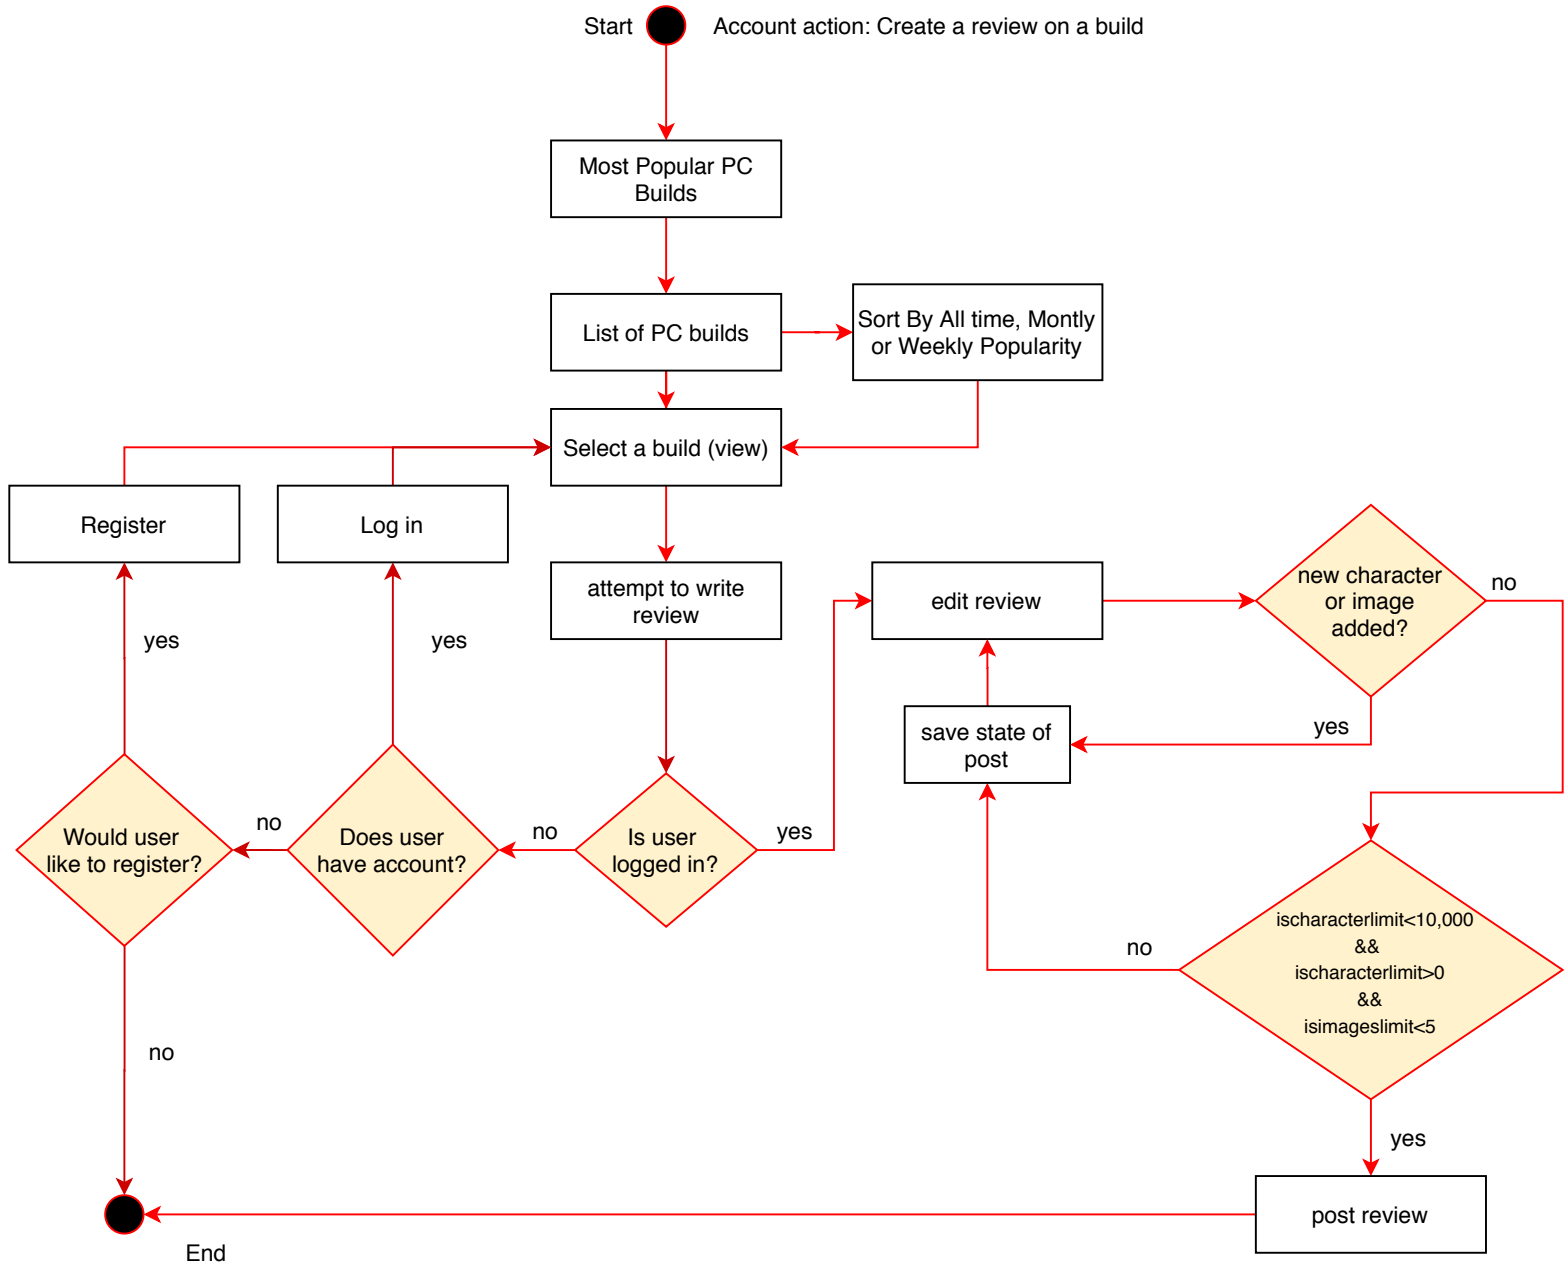 Start
Account action: Create a review on a build
Most Popular PC
Builds
List of PC builds
Sort By All time, Montly
or Weekly Popularity
Select a build (view)
Register
Log in
attempt to write
review
edit review
new character
or image
added?
no
yes
yes
save state of
post
yes
Would user
like to register?
no
Does user
have account?
no
Is user
logged in?
yes
ischaracterlimit<10,000
&&
ischaracterlimit>0
&&
isimageslimit<5
no
no
yes
post review
End